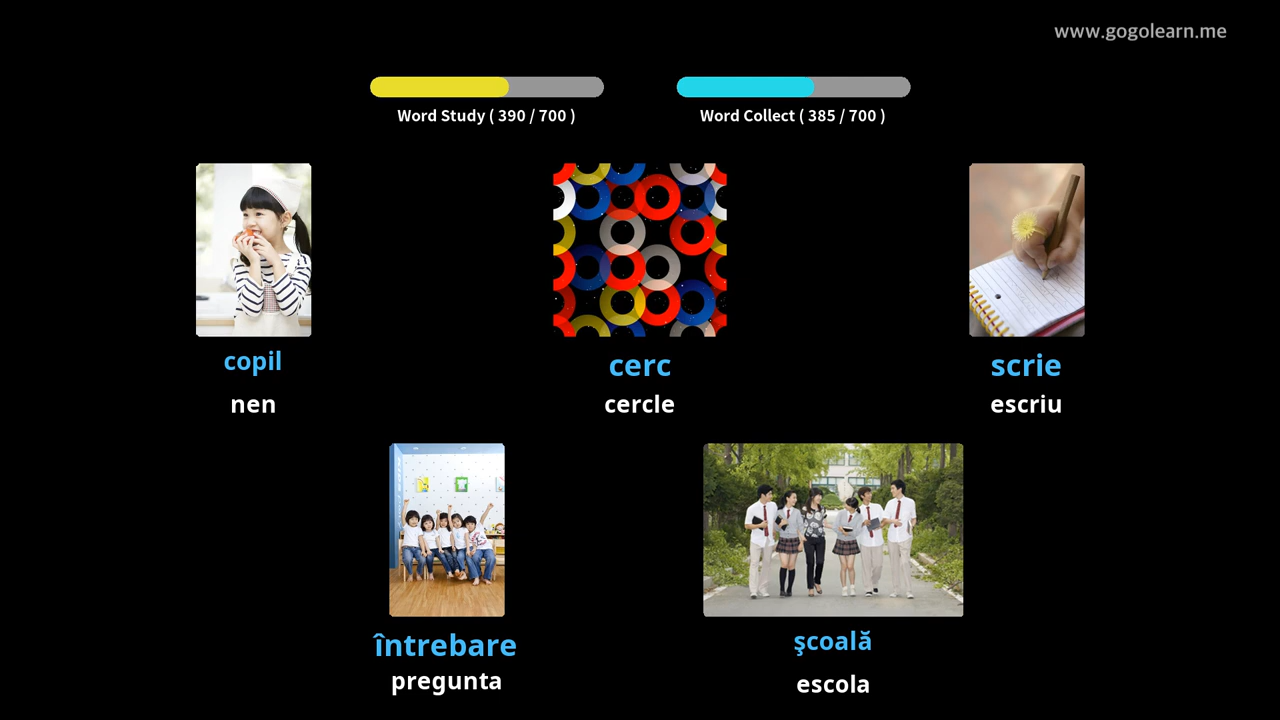 www.gogolearn.me
Word Study ( 390 / 700 )
Word Collect ( 385 / 700 )
copil
cerc
scrie
nen
cercle
escriu
întrebare
şcoală
pregunta
escola